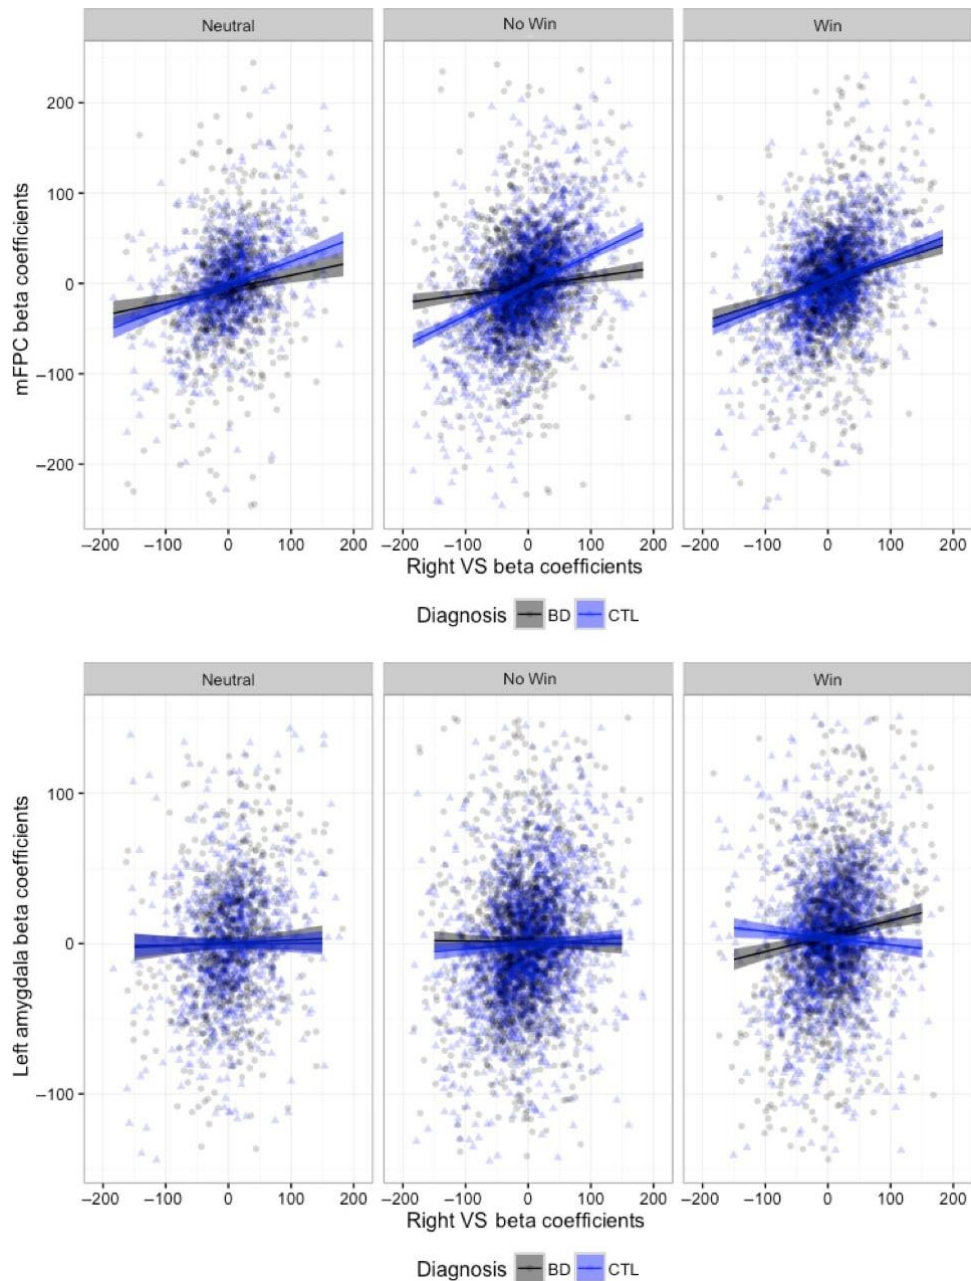 Neutral No Win Win
200
100
0
−100
−200
mFPC beta coefficients
−200 −100 0 100 200 −200 −100 0 100 200 −200 −100 0 100 200
Right VS beta coefficients
Diagnosis BD CTL
Neutral No Win Win
100
0
−100
Left amygdala beta coefficients
−200 −100 0 100 200 −200 −100 0 100 200 −200 −100 0 100 200
Right VS beta coefficients
Diagnosis BD CTL